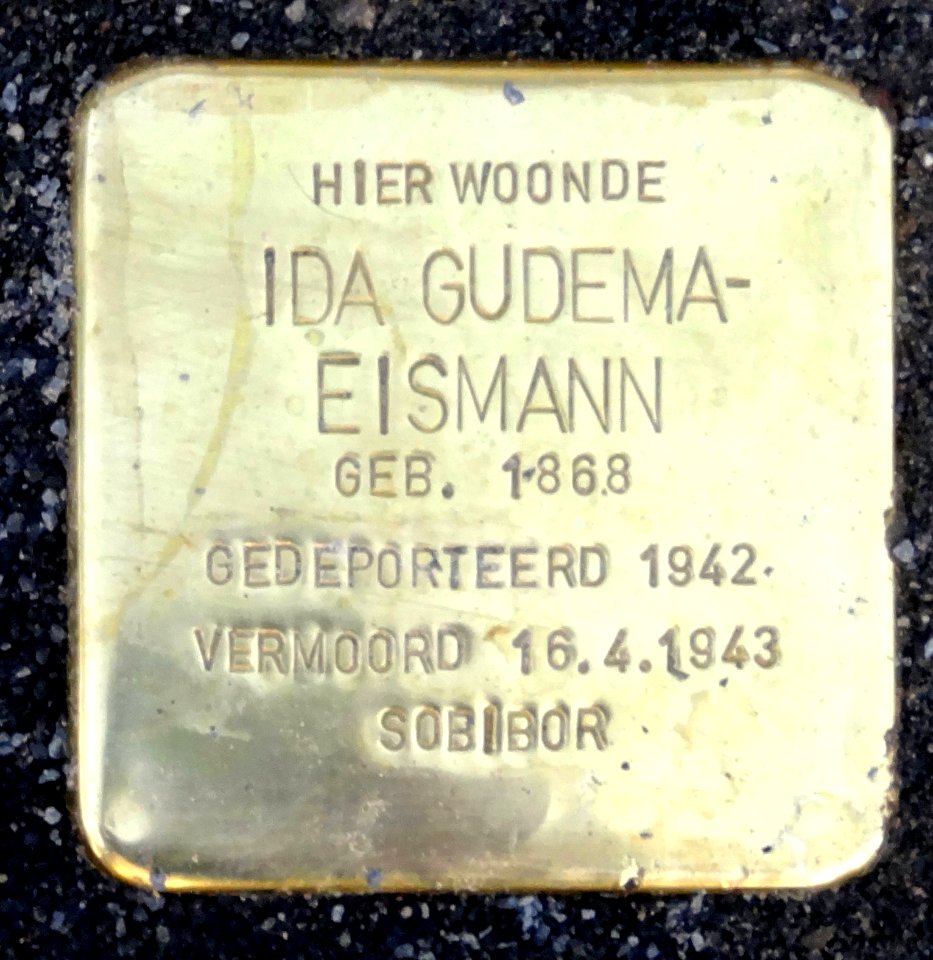 HIER WOONDE
IDA GUDEMA-
EISMANN
GEB. 1868
GEDEPORTEERD 1942
VERMOORD 16.4.1943
SOBIBOR